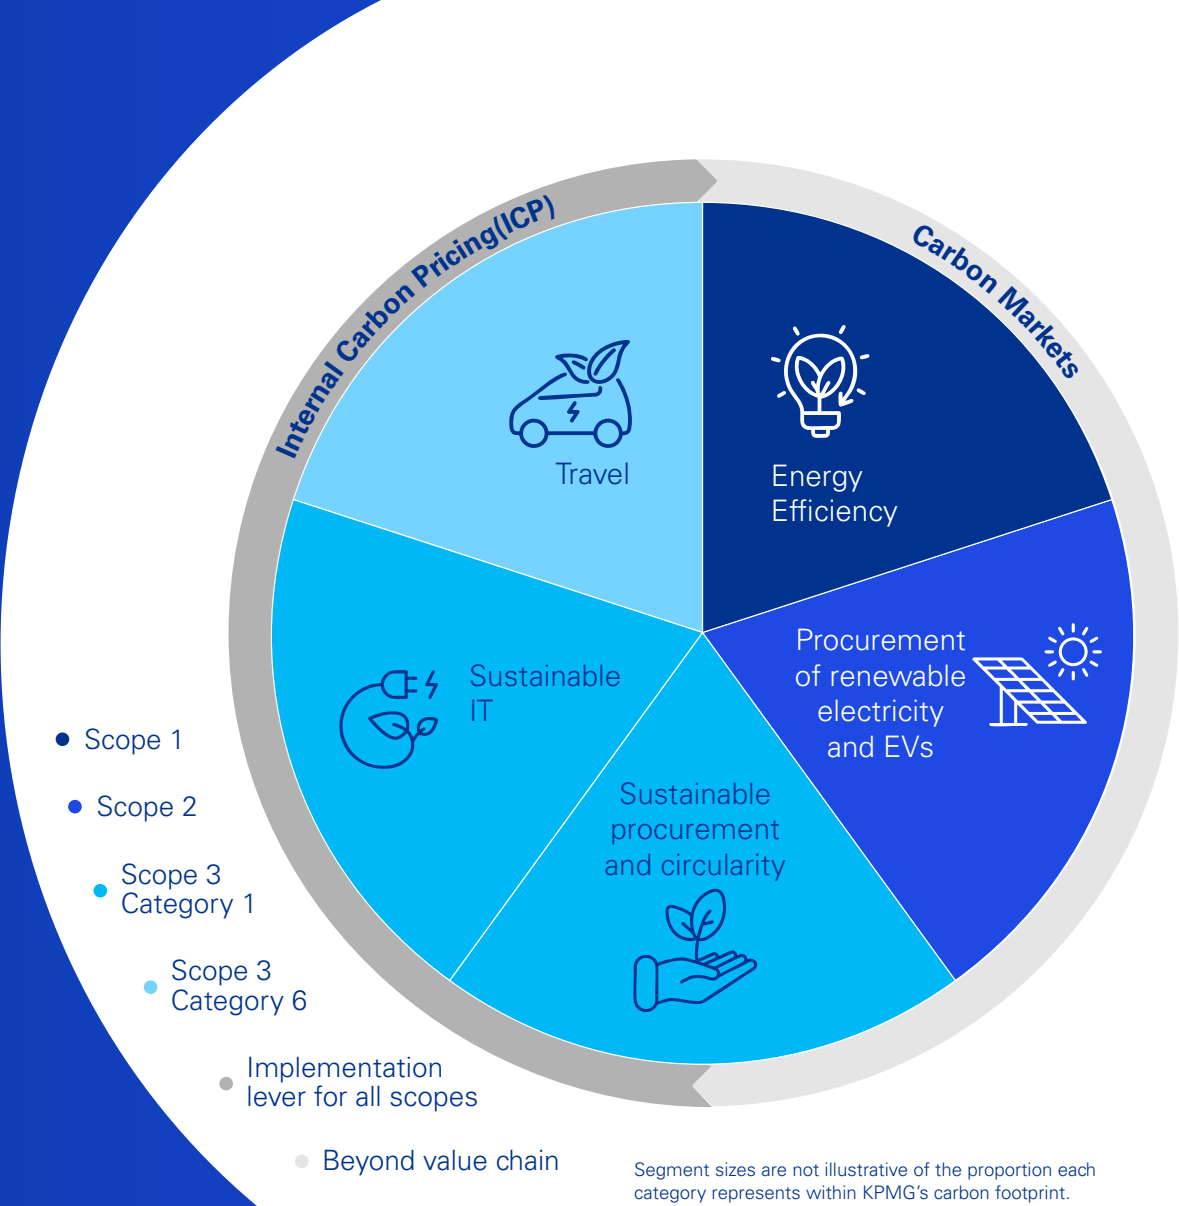 Internal Carbon Pricing(ICP)
Carbon Markets
Travel
Energy
Efficiency
Procurement
of renewable
electricity
and EVs
Sustainable
IT
Sustainable
procurement
and circularity
Scope 1
Scope 2
Scope 3
Category 1
Scope 3
Category 6
Implementation
lever for all scopes
Beyond value chain
Segment sizes are not illustrative of the proportion each
category represents within KPMG's carbon footprint.